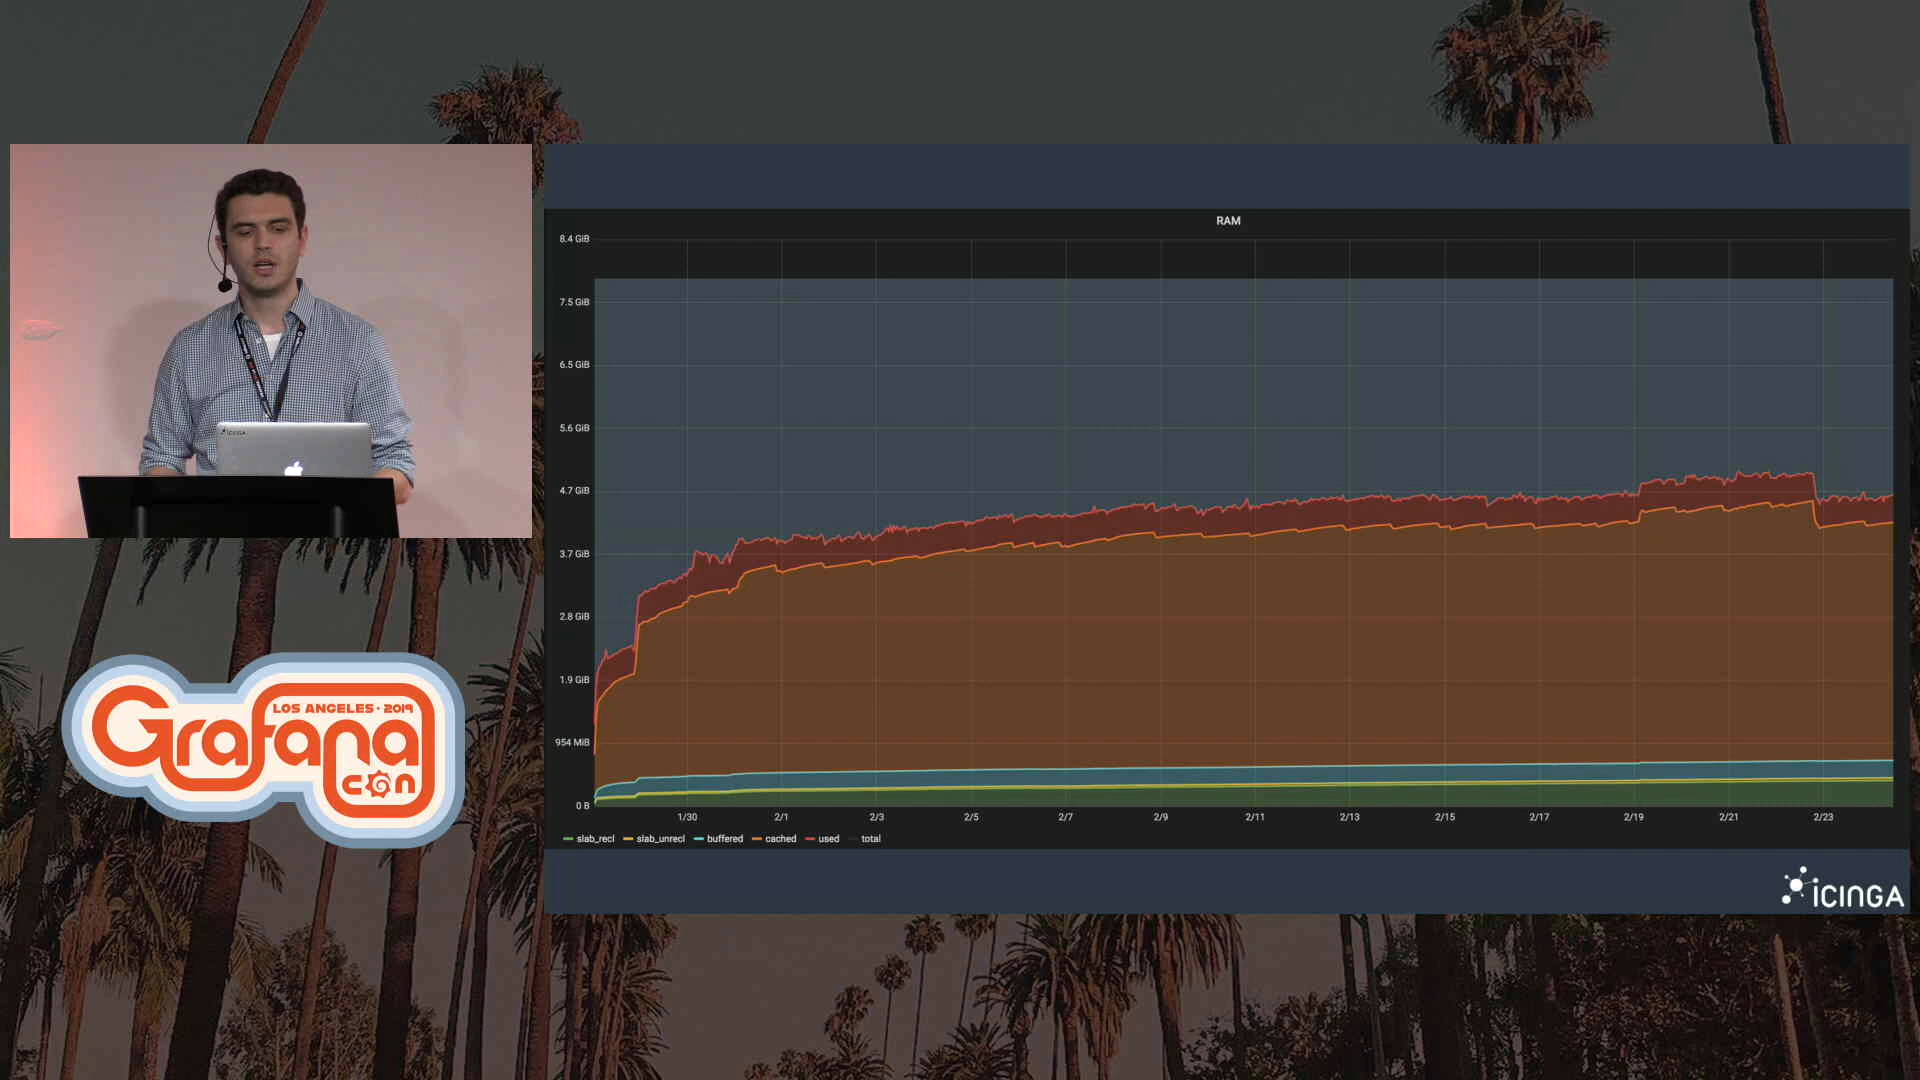 RAM
8.4 GiB
7.5 GiB
6.5 GiB
5.6 GiB
4.7 GiB
3.7 GiB
2.8 GiB
1.9 GiB
954 MiB
0 B
1/30 2/1 2/3 2/5 2/7 2/9 2/11 2/13 2/15 2/17 2/19 2/21 2/23
slab_recl slab_unrecl buffered cached used total
ICINGA
ICINGA
LOS ANGELES • 2019
Grafana
con